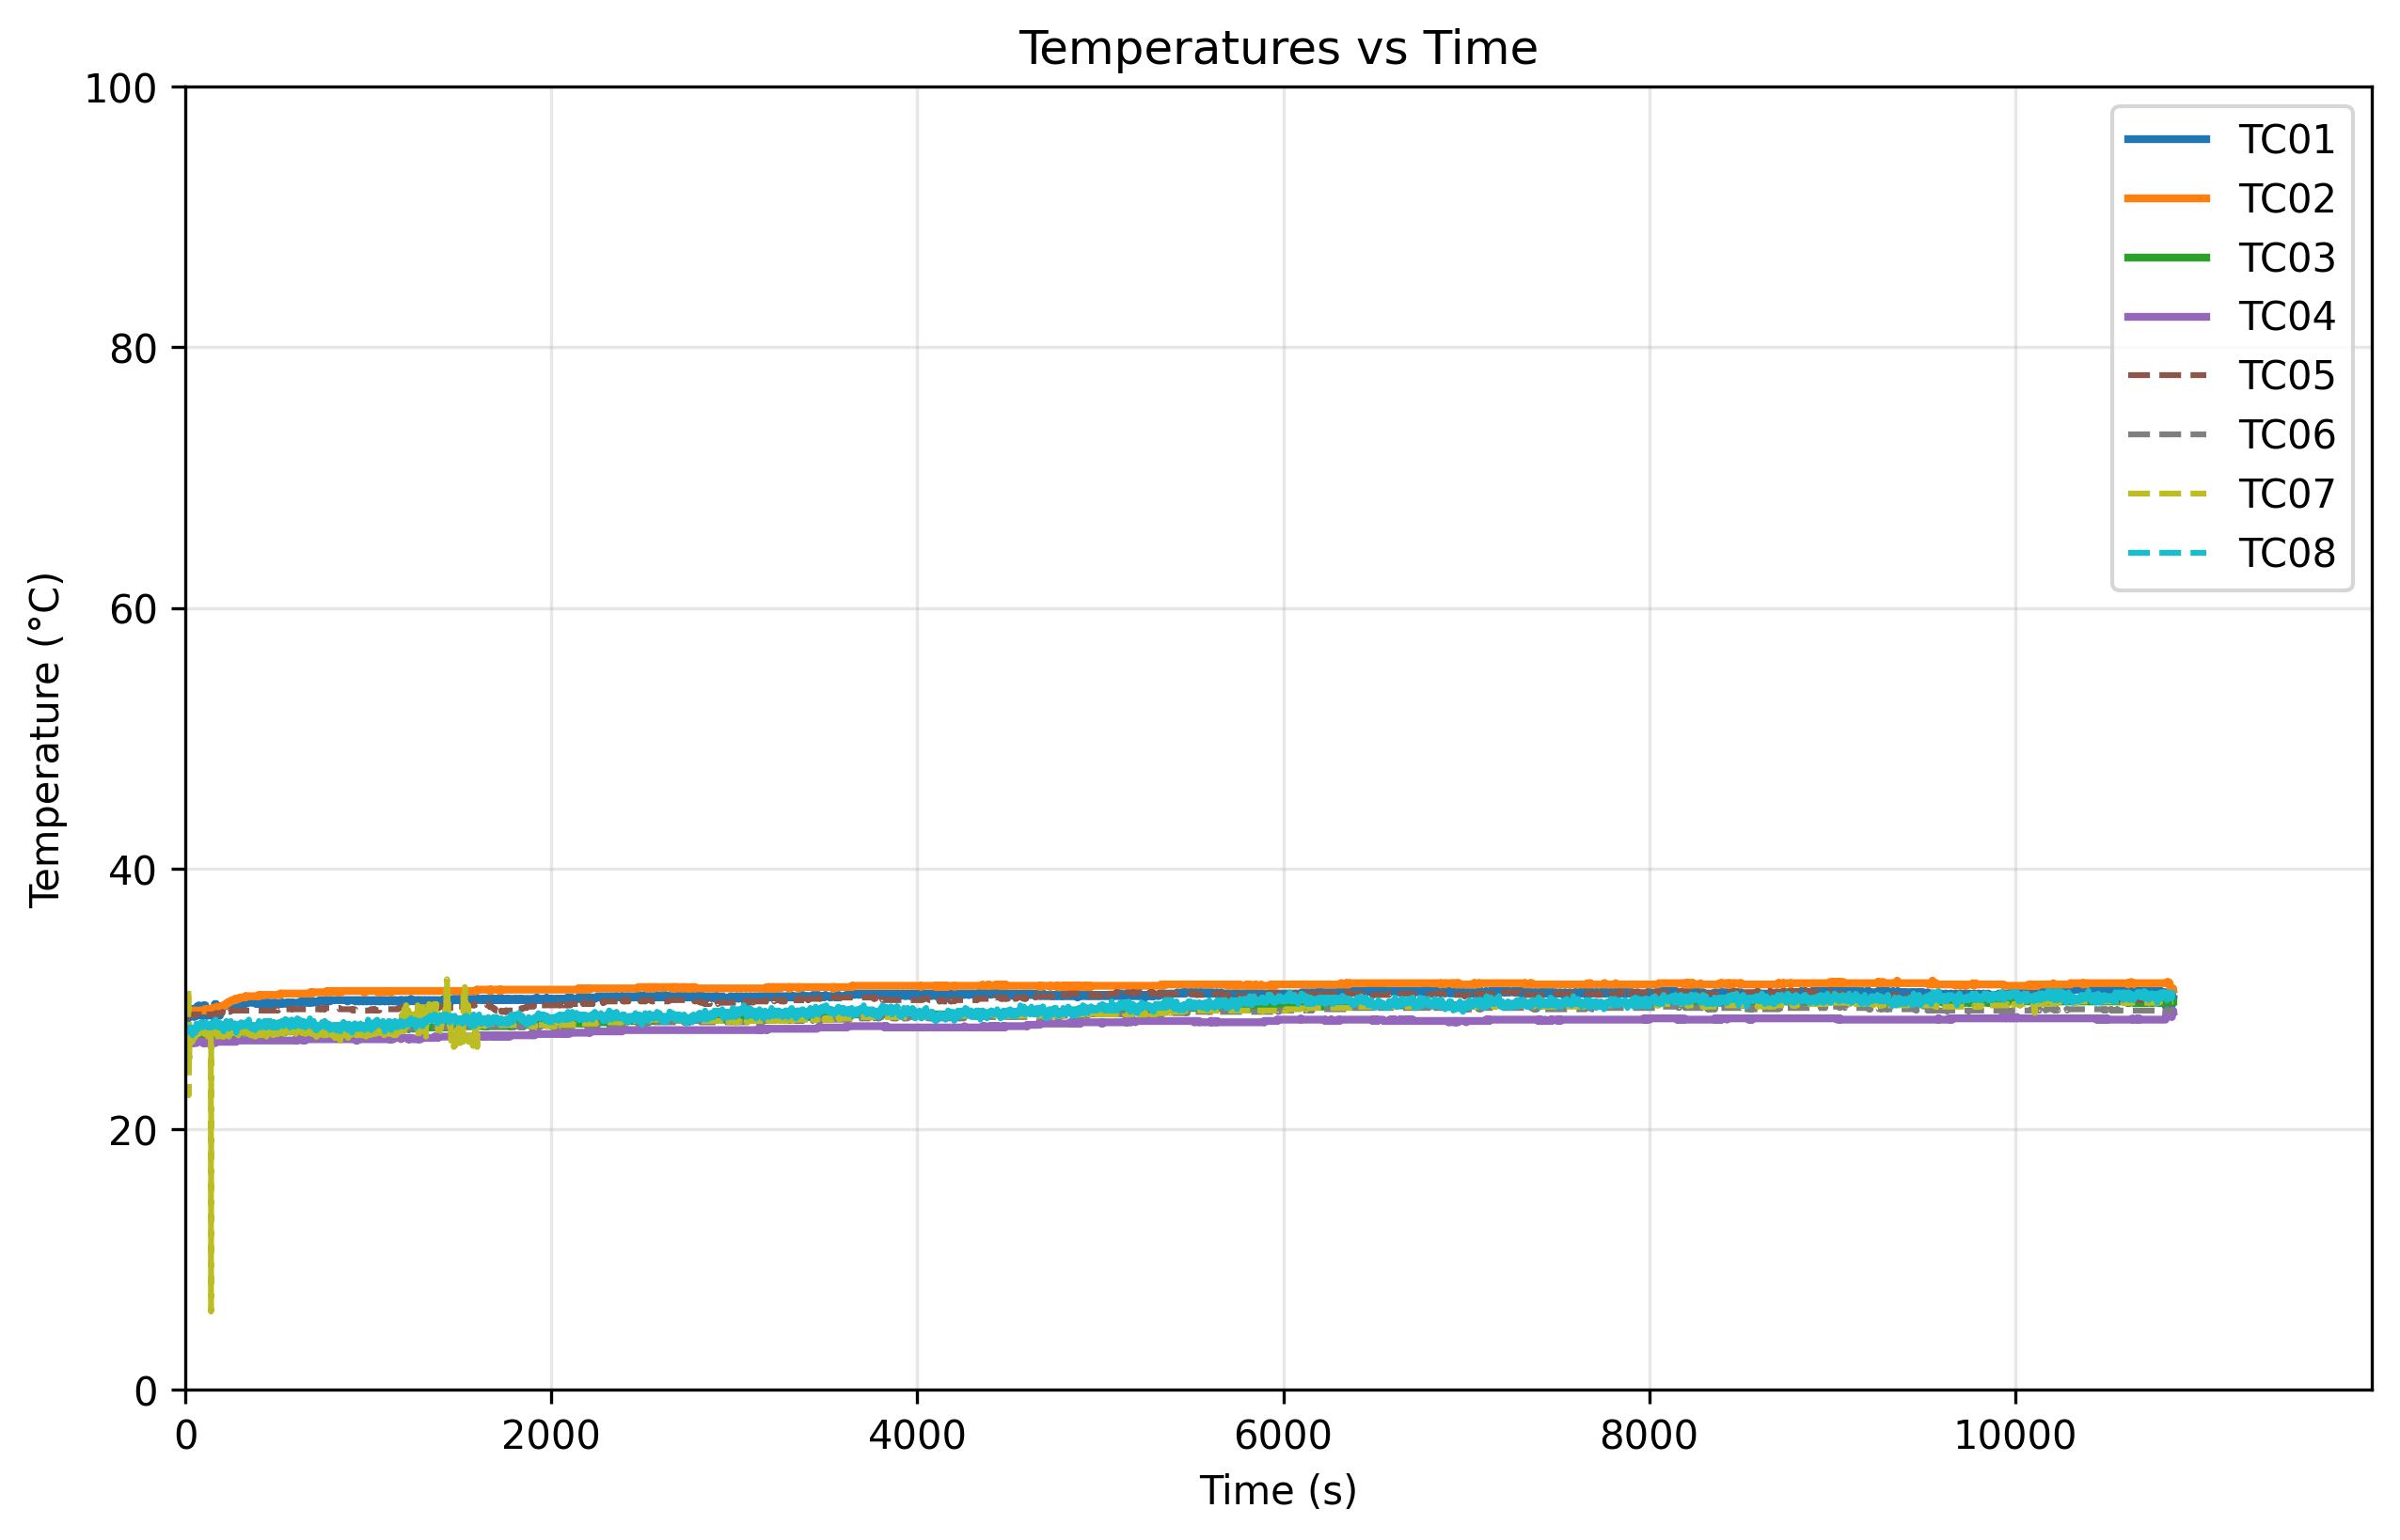 Temperatures vs Time
100
80
60
40
20
0
Temperature (°C)
0 2000 4000 6000 8000 10000
Time (s)
TC01
TC02
TC03
TC04
TC05
TC06
TC07
TC08